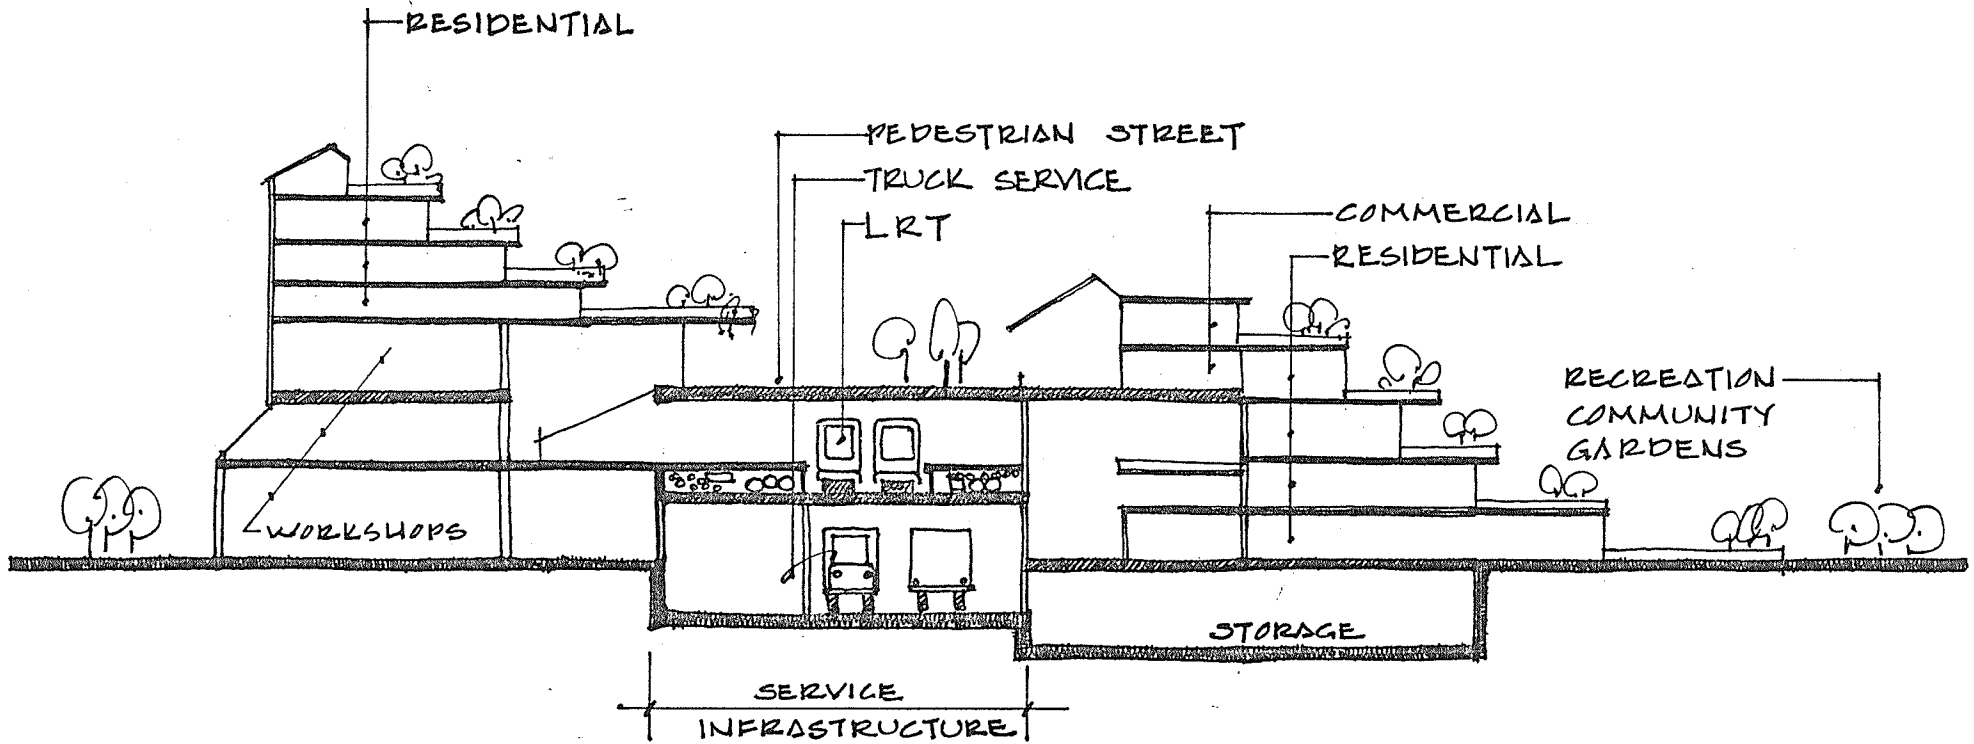 RESIDENTIAL
PEDESTRIAN STREET
TRUCK SERVICE
LRT
COMMERCIAL
RESIDENTIAL
RECREATION
COMMUNITY
GARDENS
WORKSHOPS
STORAGE
SERVICE
INFRASTRUCTURE